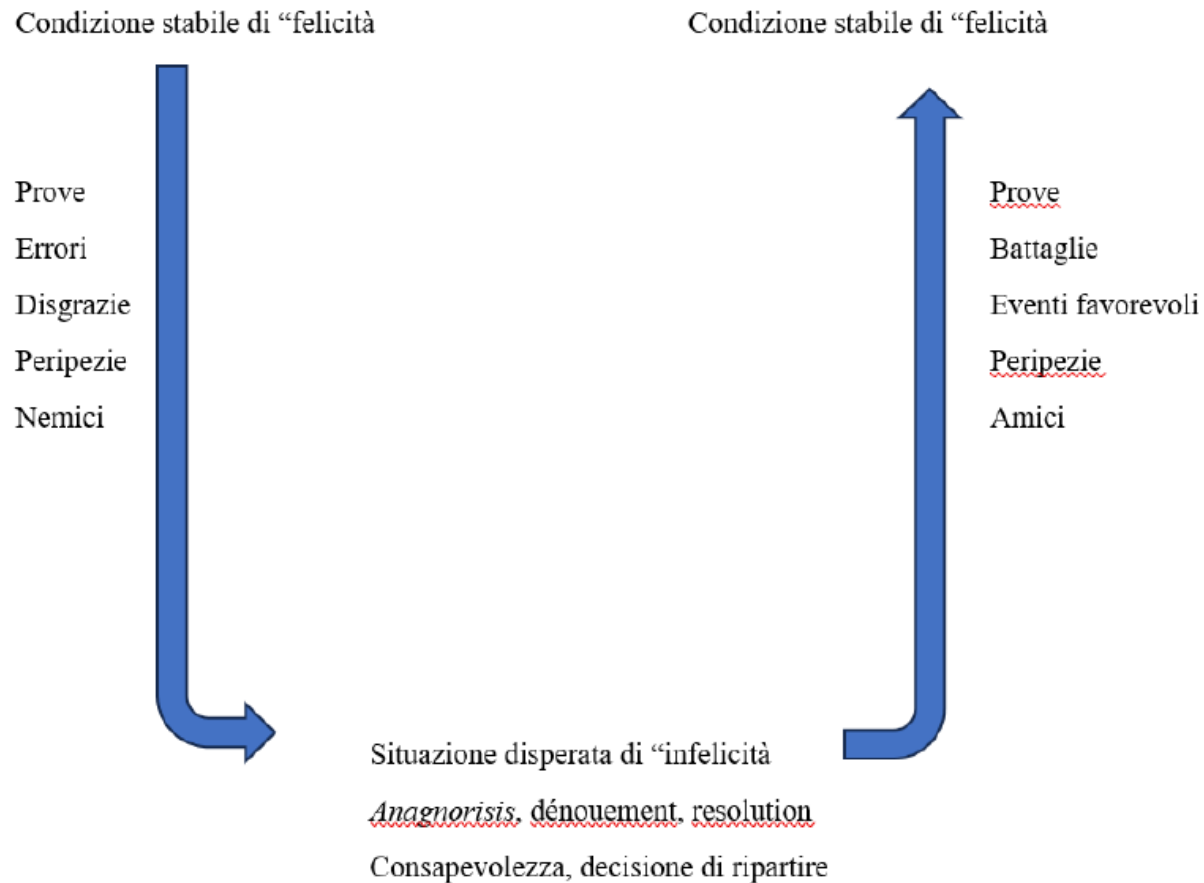 Condizione stabile di “felicità
Condizione stabile di “felicità
Prove
Errori
Disgrazie
Peripezie
Nemici
Prove
Battaglie
Eventi favorevoli
Peripezie
Amici
Situazione disperata di “infelicità
Anagnorisis, dénouement, resolution
Consapevolezza, decisione di ripartire